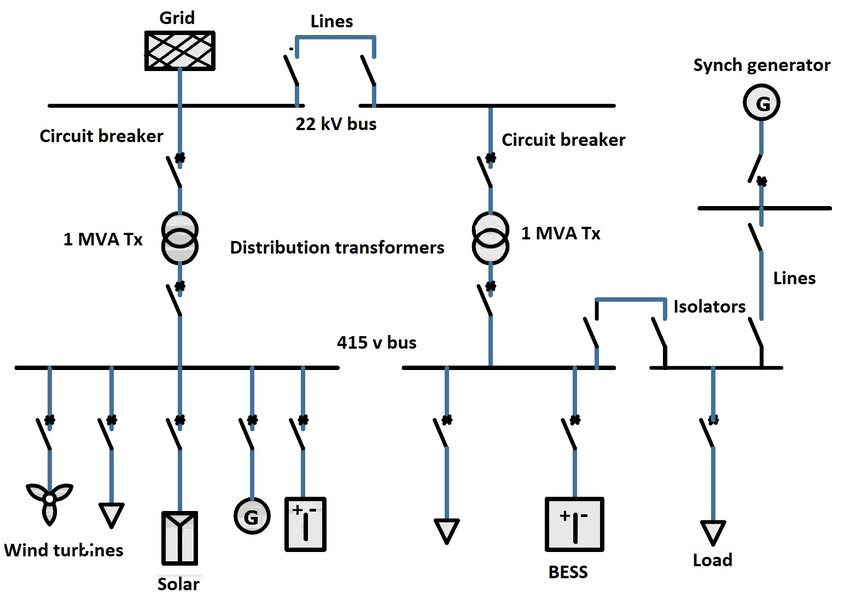 Grid
Lines
Synch generator
G
22 kV bus
Circuit breaker
Circuit breaker
1 MVA Tx
Distribution transformers
1 MVA Tx
Lines
Isolators
415 v bus
G
+ -
+ -
Wind turbines
Solar
BESS
Load